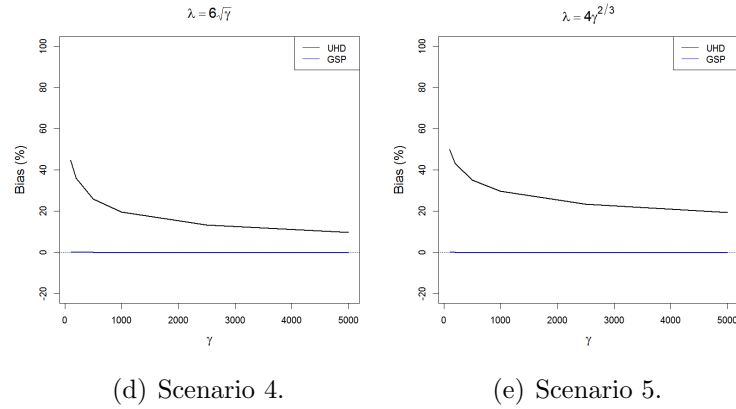 λ = 6√γ
UHD
GSP
Bias (%)
100
80
60
40
20
0
-20
0 1000 2000 3000 4000 5000
γ
(d) Scenario 4.
λ = 4γ^{2/3}
UHD
GSP
Bias (%)
100
80
60
40
20
0
-20
0 1000 2000 3000 4000 5000
γ
(e) Scenario 5.